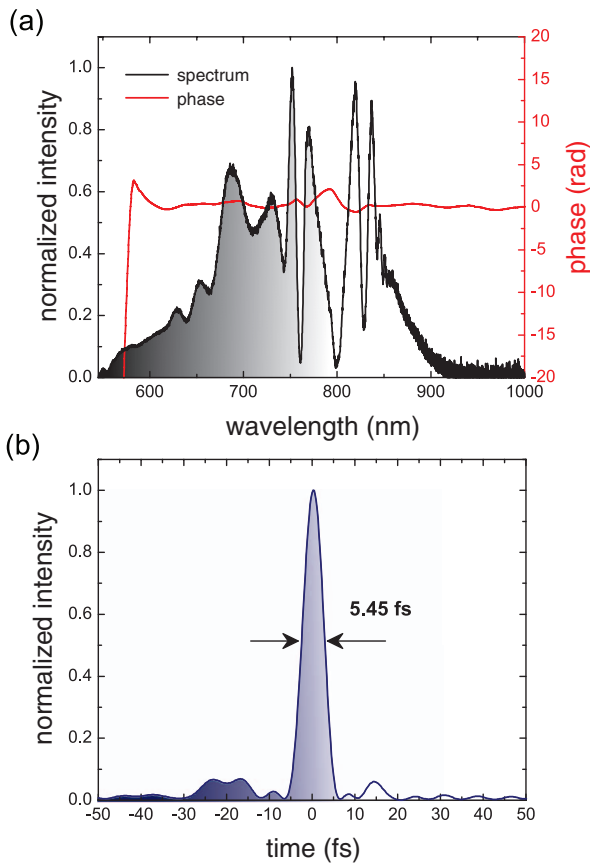 (a)
1.0
0.8
0.6
0.4
0.2
0.0
normalized intensity
spectrum
phase
20
15
10
5
0
-5
-10
-15
-20
phase (rad)
600 700 800 900 1000
wavelength (nm)
(b)
1.0
0.8
0.6
0.4
0.2
0.0
normalized intensity
5.45 fs
-50 -40 -30 -20 -10 0 10 20 30 40 50
time (fs)